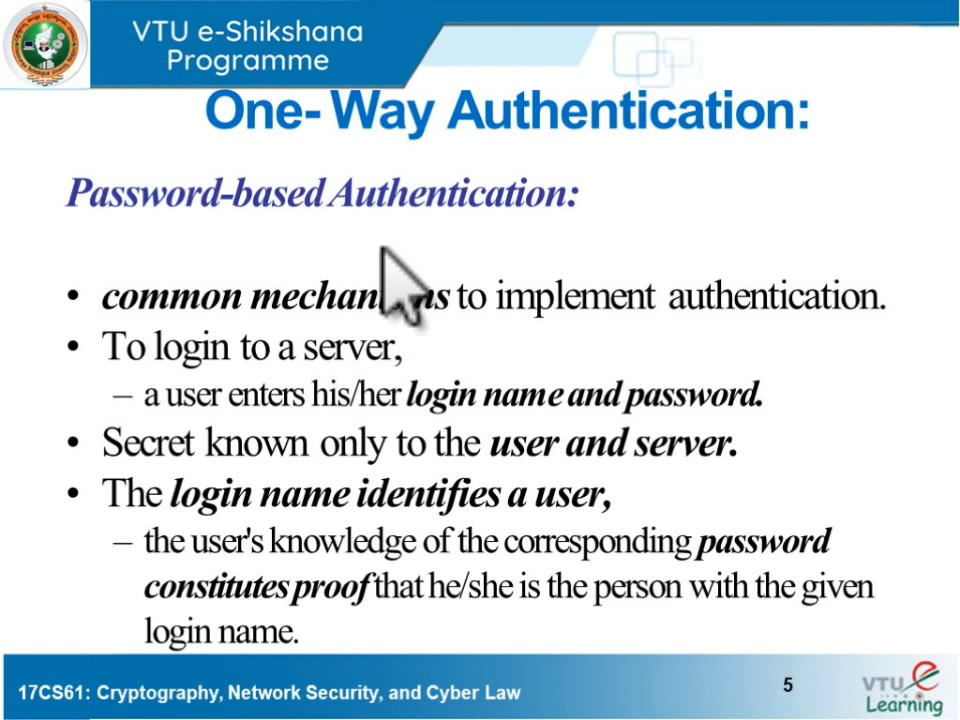 VTU e-Shikshana
Programme
One- Way Authentication:
Password-based Authentication:
• common to implement authentication.
• To login to a server,
– a user enters his/her login name and password.
• Secret known only to the user and server.
• The login name identifies a user,
– the user's knowledge of the corresponding password
constitutes proof that he/she is the person with the given
login name.
17CS61: Cryptography, Network Security, and Cyber Law
5
VTU e
Learning